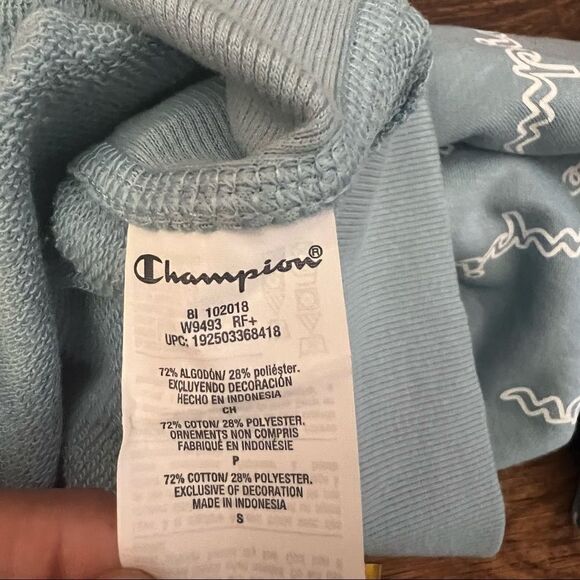 Champion®
BI 102018
W9493 RF+
UPC: 192503368418
72% ALGODÓN/ 28% poliéster.
EXCLUYENDO DECORACIÓN
HECHO EN INDONESIA
CH
72% COTON/ 28% POLYESTER.
ORNEMENTS NON COMPRIS
FABRIQUÉ EN INDONÉSIE
P
72% COTTON/ 28% POLYESTER.
EXCLUSIVE OF DECORATION
MADE IN INDONESIA
S